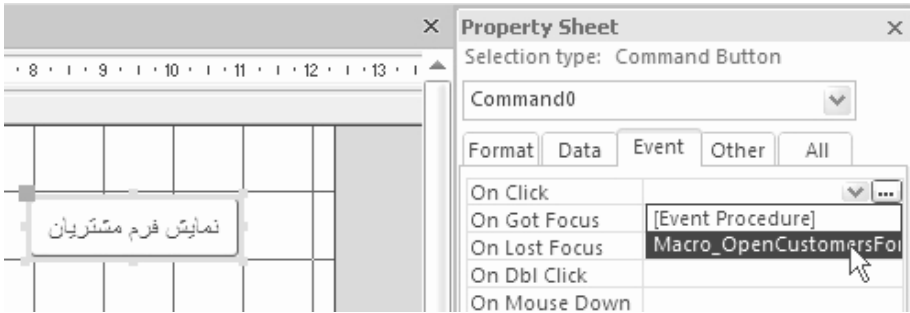 Property Sheet
Selection type: Command Button
Command0
Format Data Event Other All
On Click
On Got Focus
On Lost Focus
On Dbl Click
On Mouse Down
[Event Procedure]
Macro_OpenCustomersFor
8 9 10 11 12 13
نمایش فرم مشتریان